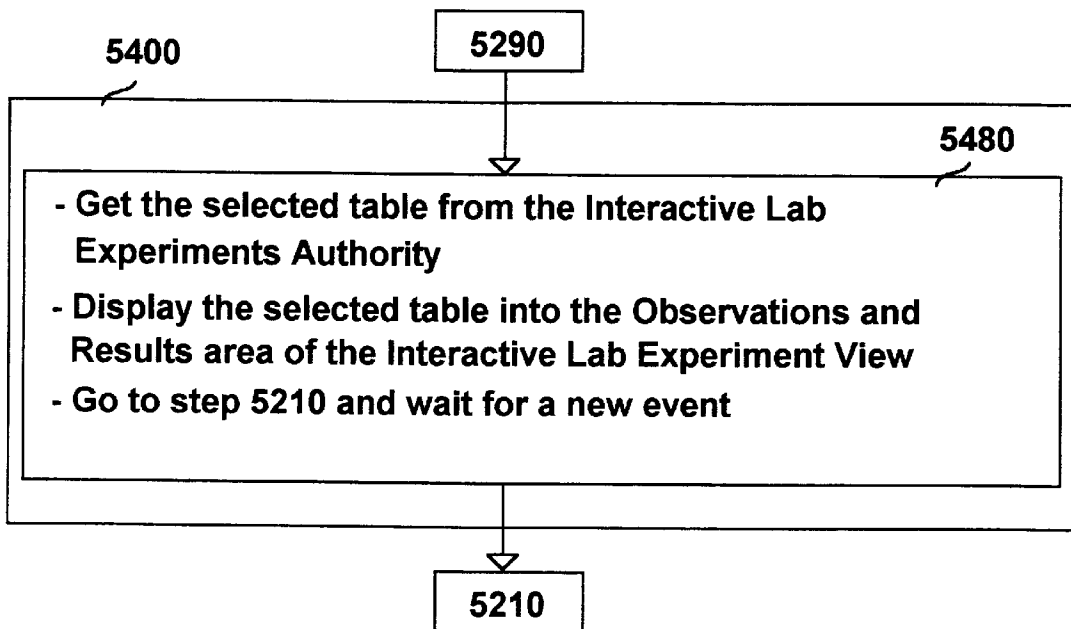 5400
5290
5480
- Get the selected table from the Interactive Lab
Experiments Authority
- Display the selected table into the Observations and
Results area of the Interactive Lab Experiment View
- Go to step 5210 and wait for a new event
5210